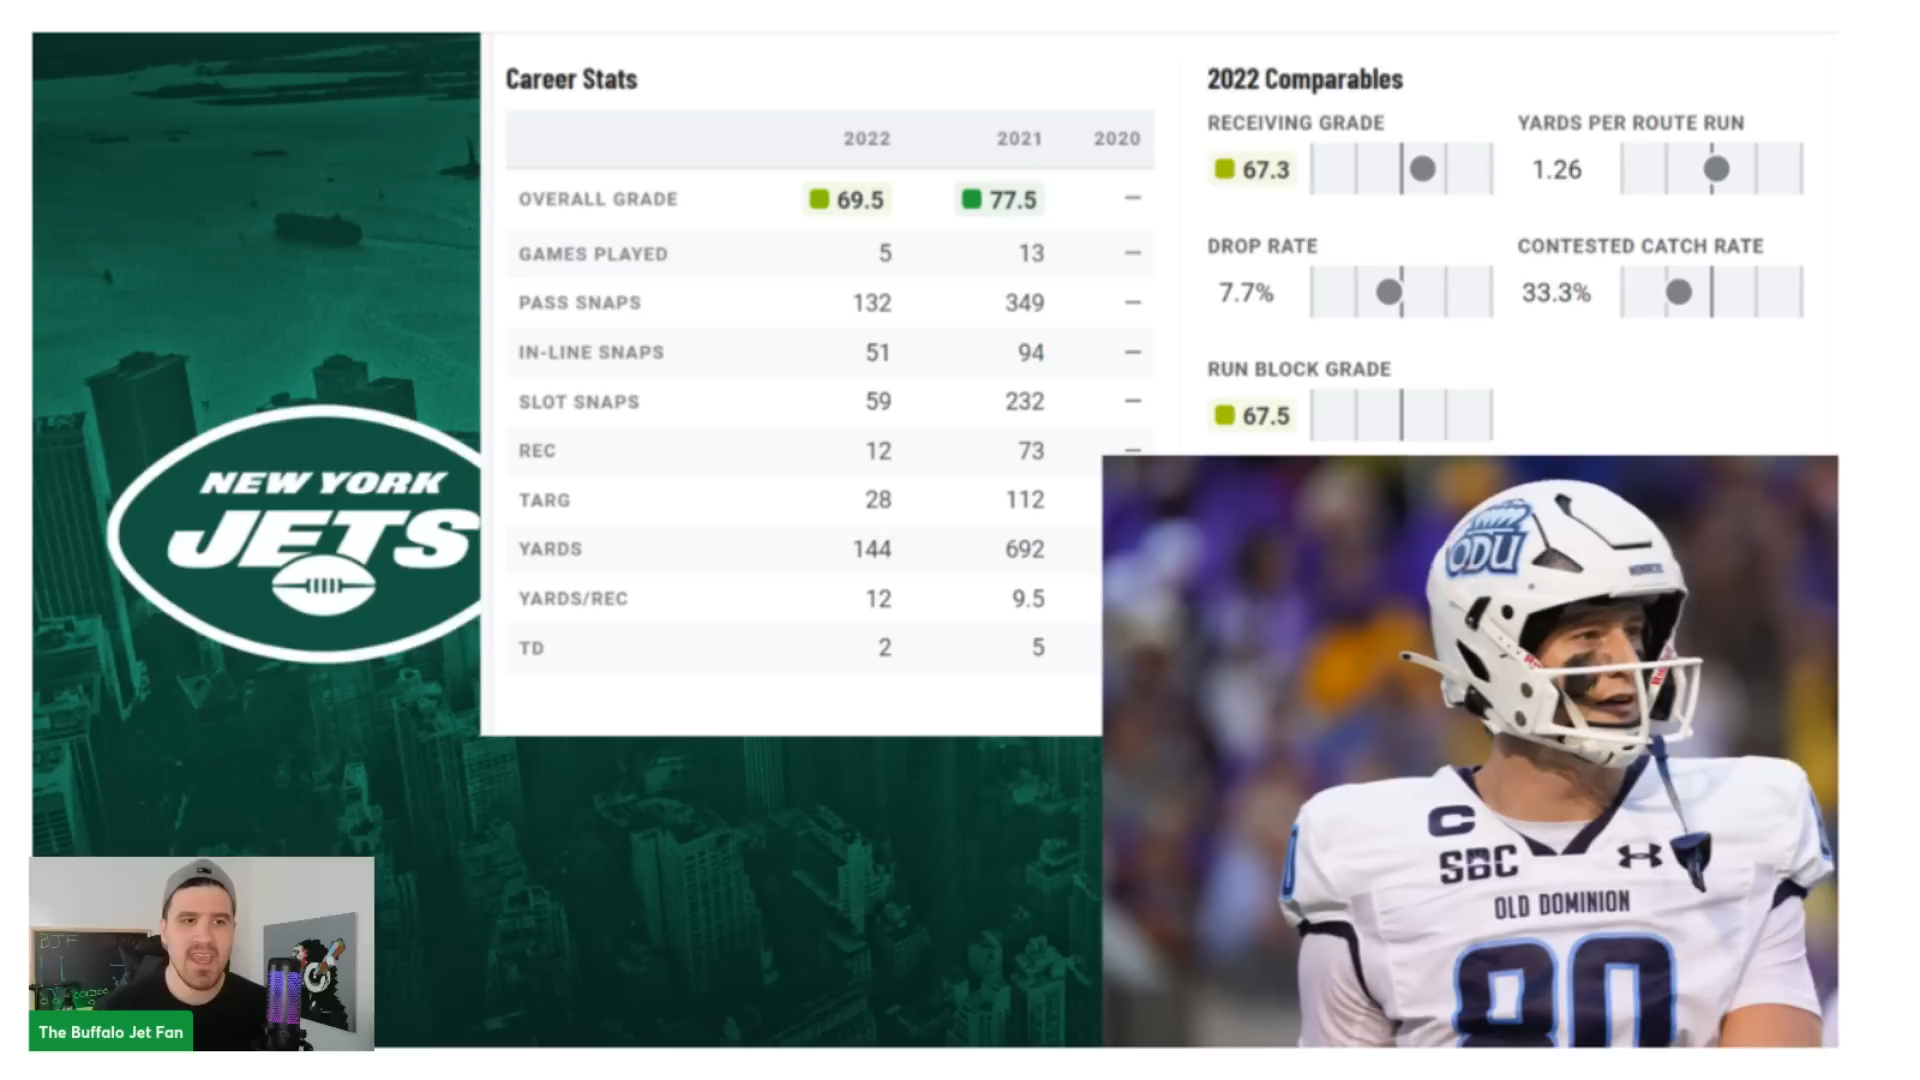 Career Stats
2022 2021 2020
OVERALL GRADE 69.5 77.5 —
GAMES PLAYED 5 13 —
PASS SNAPS 132 349 —
IN-LINE SNAPS 51 94 —
SLOT SNAPS 59 232 —
REC 12 73 —
TARG 28 112
YARDS 144 692
YARDS/REC 12 9.5
TD 2 5
2022 Comparables
RECEIVING GRADE YARDS PER ROUTE RUN
67.3 1.26
DROP RATE CONTESTED CATCH RATE
7.7% 33.3%
RUN BLOCK GRADE
67.5
NEW YORK
JETS
ODU
MONARCHS
C
SBC
OLD DOMINION
80
BJF
The Buffalo Jet Fan